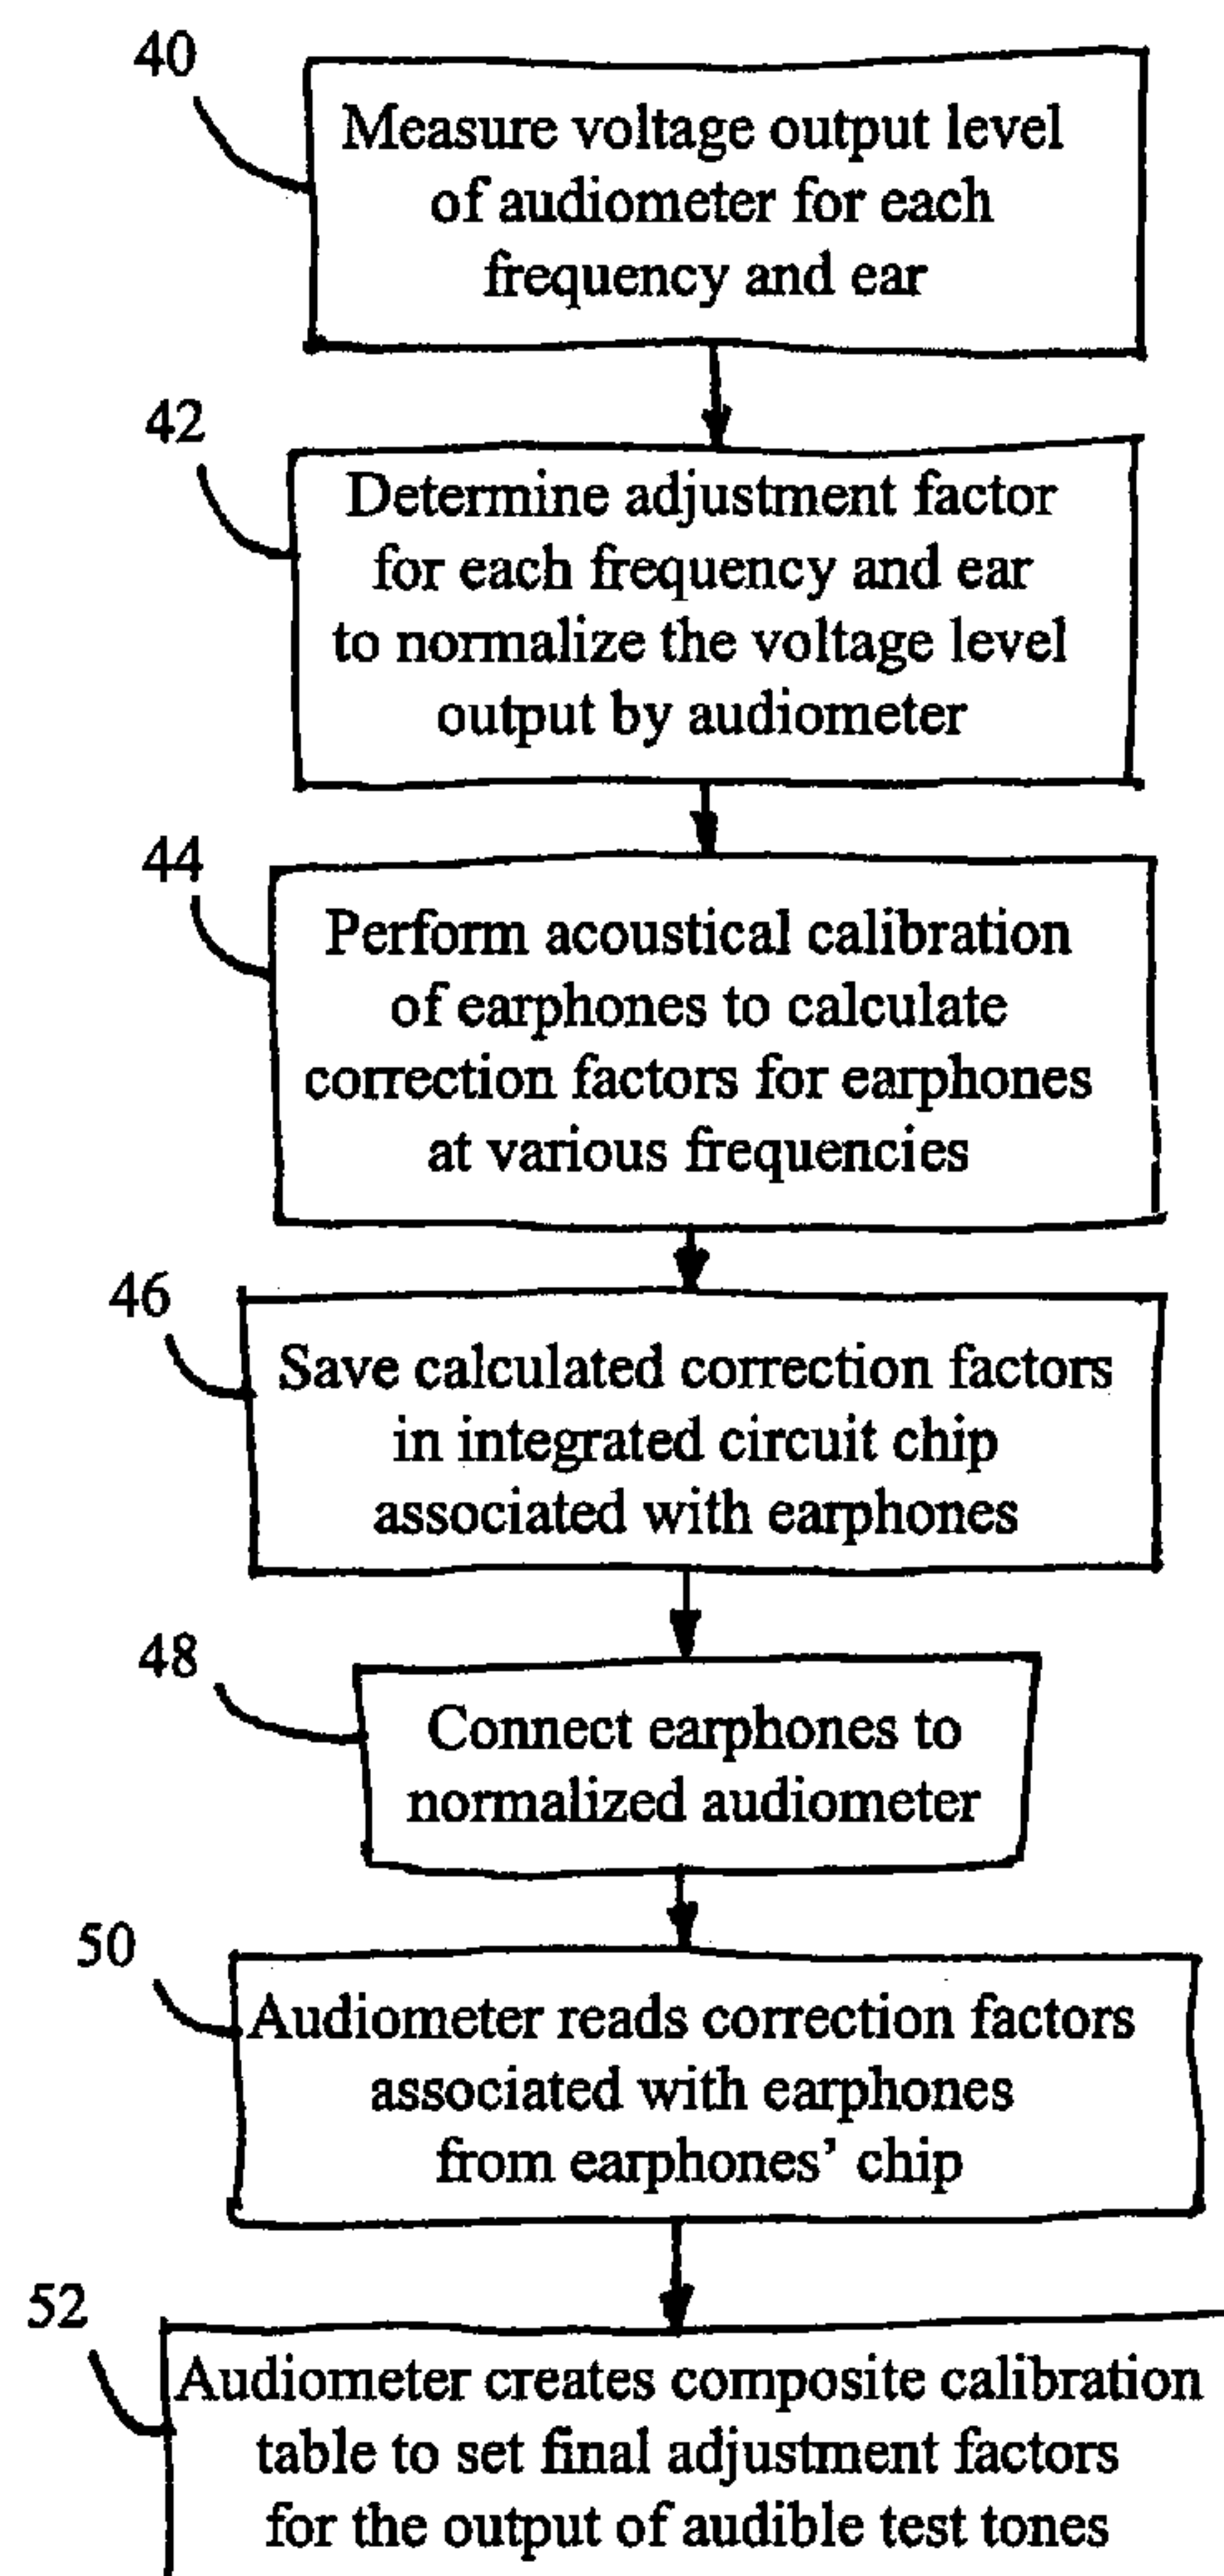 40
Measure voltage output level
of audiometer for each
frequency and ear
42
Determine adjustment factor
for each frequency and ear
to normalize the voltage level
output by audiometer
44
Perform acoustical calibration
of earphones to calculate
correction factors for earphones
at various frequencies
46
Save calculated correction factors
in integrated circuit chip
associated with earphones
48
Connect earphones to
normalized audiometer
50
Audiometer reads correction factors
associated with earphones
from earphones’ chip
52
Audiometer creates composite calibration
table to set final adjustment factors
for the output of audible test tones